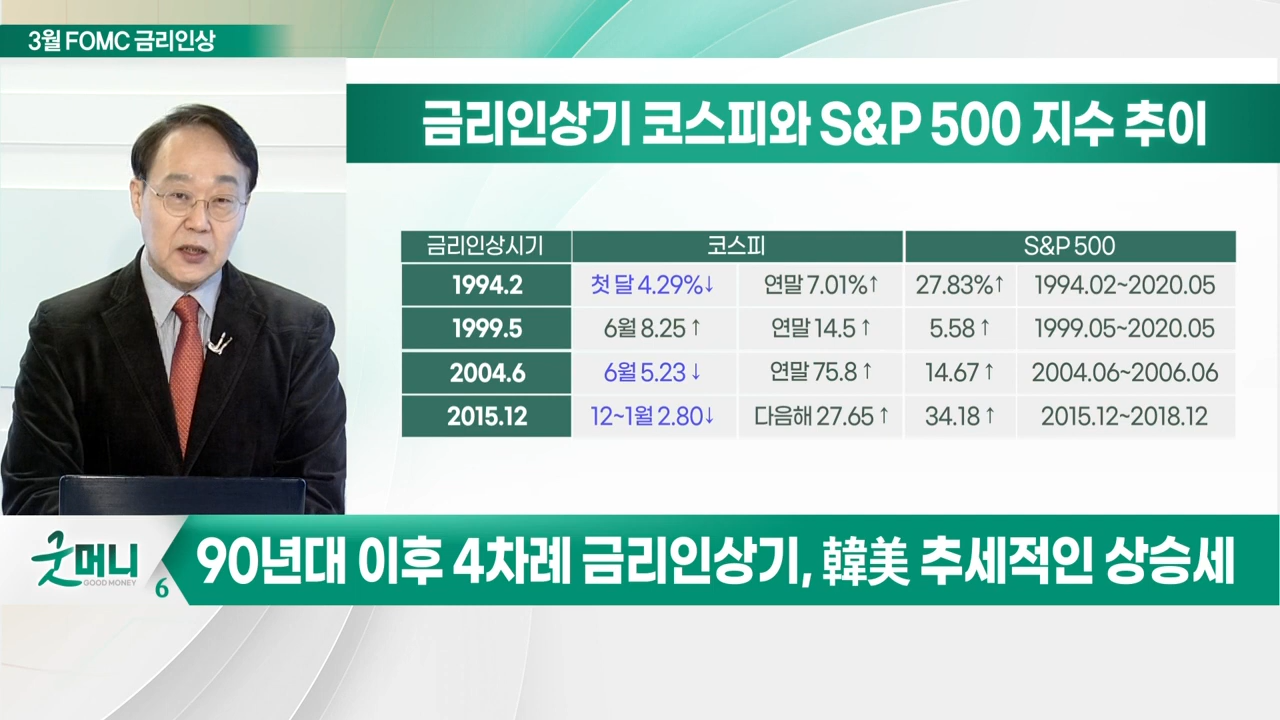 3월 FOMC 금리인상
금리인상기 코스피와 S&P 500 지수 추이
금리인상시기 코스피 S&P 500
1994.2 첫 달 4.29%↓ 연말 7.01%↑ 27.83%↑ 1994.02~2020.05
1999.5 6월 8.25 ↑ 연말 14.5 ↑ 5.58 ↑ 1999.05~2020.05
2004.6 6월 5.23 ↓ 연말 75.8 ↑ 14.67 ↑ 2004.06~2006.06
2015.12 12~1월 2.80↓ 다음해 27.65 ↑ 34.18 ↑ 2015.12~2018.12
굿머니
GOOD MONEY
6
90년대 이후 4차례 금리인상기, 韓美 추세적인 상승세